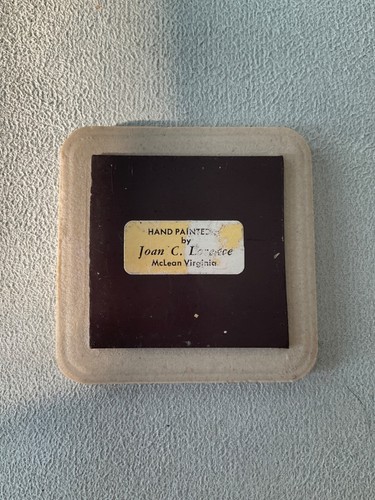 HAND PAINTED
by
Joan C.
McLean Virginia